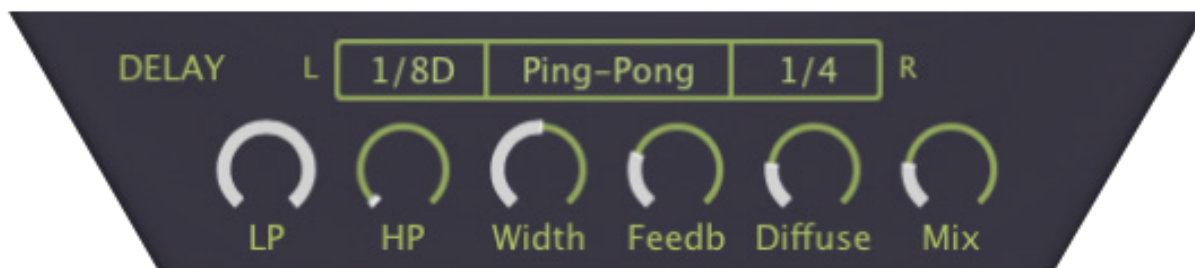 DELAY L 1/8D Ping-Pong 1/4 R
LP HP Width Feedb Diffuse Mix